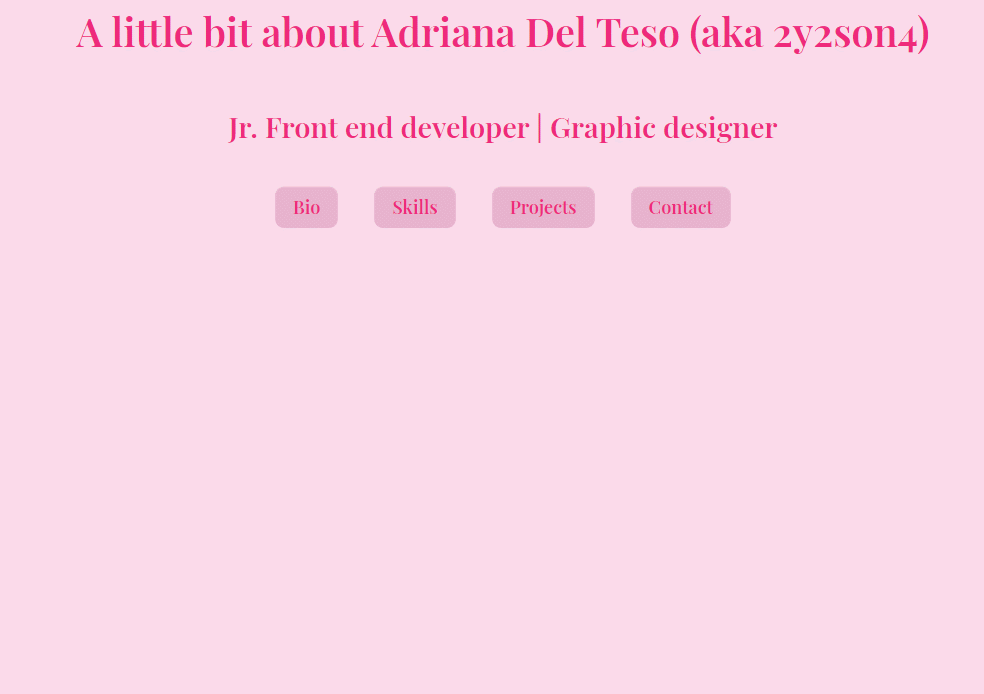 A little bit about Adriana Del Teso (aka 2y2son4)
Jr. Front end developer | Graphic designer
Bio Skills Projects Contact